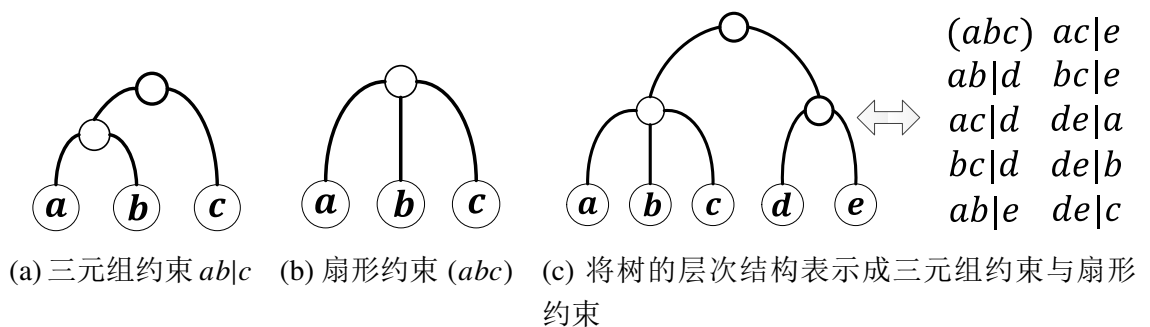 a b c
a b c
a b c d e
(abc) ac|e
ab|d bc|e
ac|d de|a
bc|d de|b
ab|e de|c
(a) 三元组约束 ab|c
(b) 扇形约束 (abc)
(c) 将树的层次结构表示成三元组约束与扇形
约束